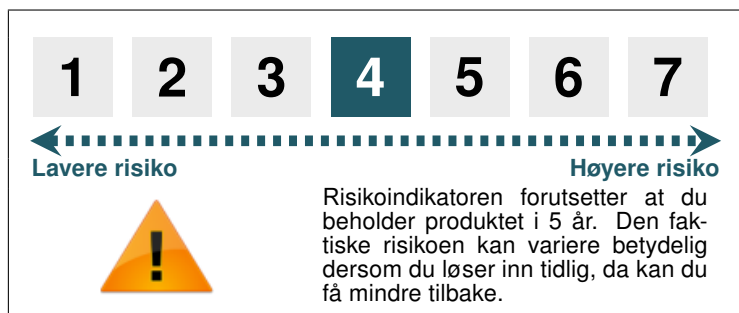 1 2 3 4 5 6 7
Lavere risiko Høyere risiko
Risikoindikatoren forutsetter at du
beholder produktet i 5 år. Den fak-
tiske risikoen kan variere betydelig
dersom du løser inn tidlig, da kan du
få mindre tilbake.